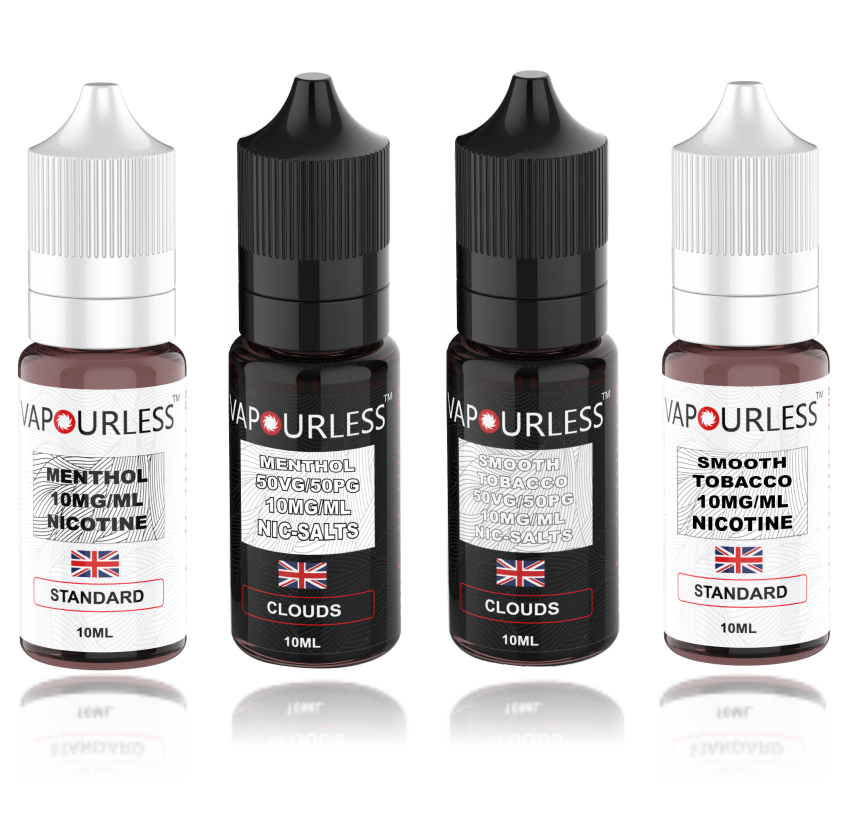 VAPOURLESS™
MENTHOL
10MG/ML
NICOTINE
STANDARD
10ML
VAPOURLESS™
MENTHOL
50VG/50PG
10MG/ML
NIC-SALTS
CLOUDS
10ML
VAPOURLESS™
SMOOTH
TOBACCO
50VG/50PG
10MG/ML
NIC-SALTS
CLOUDS
10ML
VAPOURLESS™
SMOOTH
TOBACCO
10MG/ML
NICOTINE
STANDARD
10ML